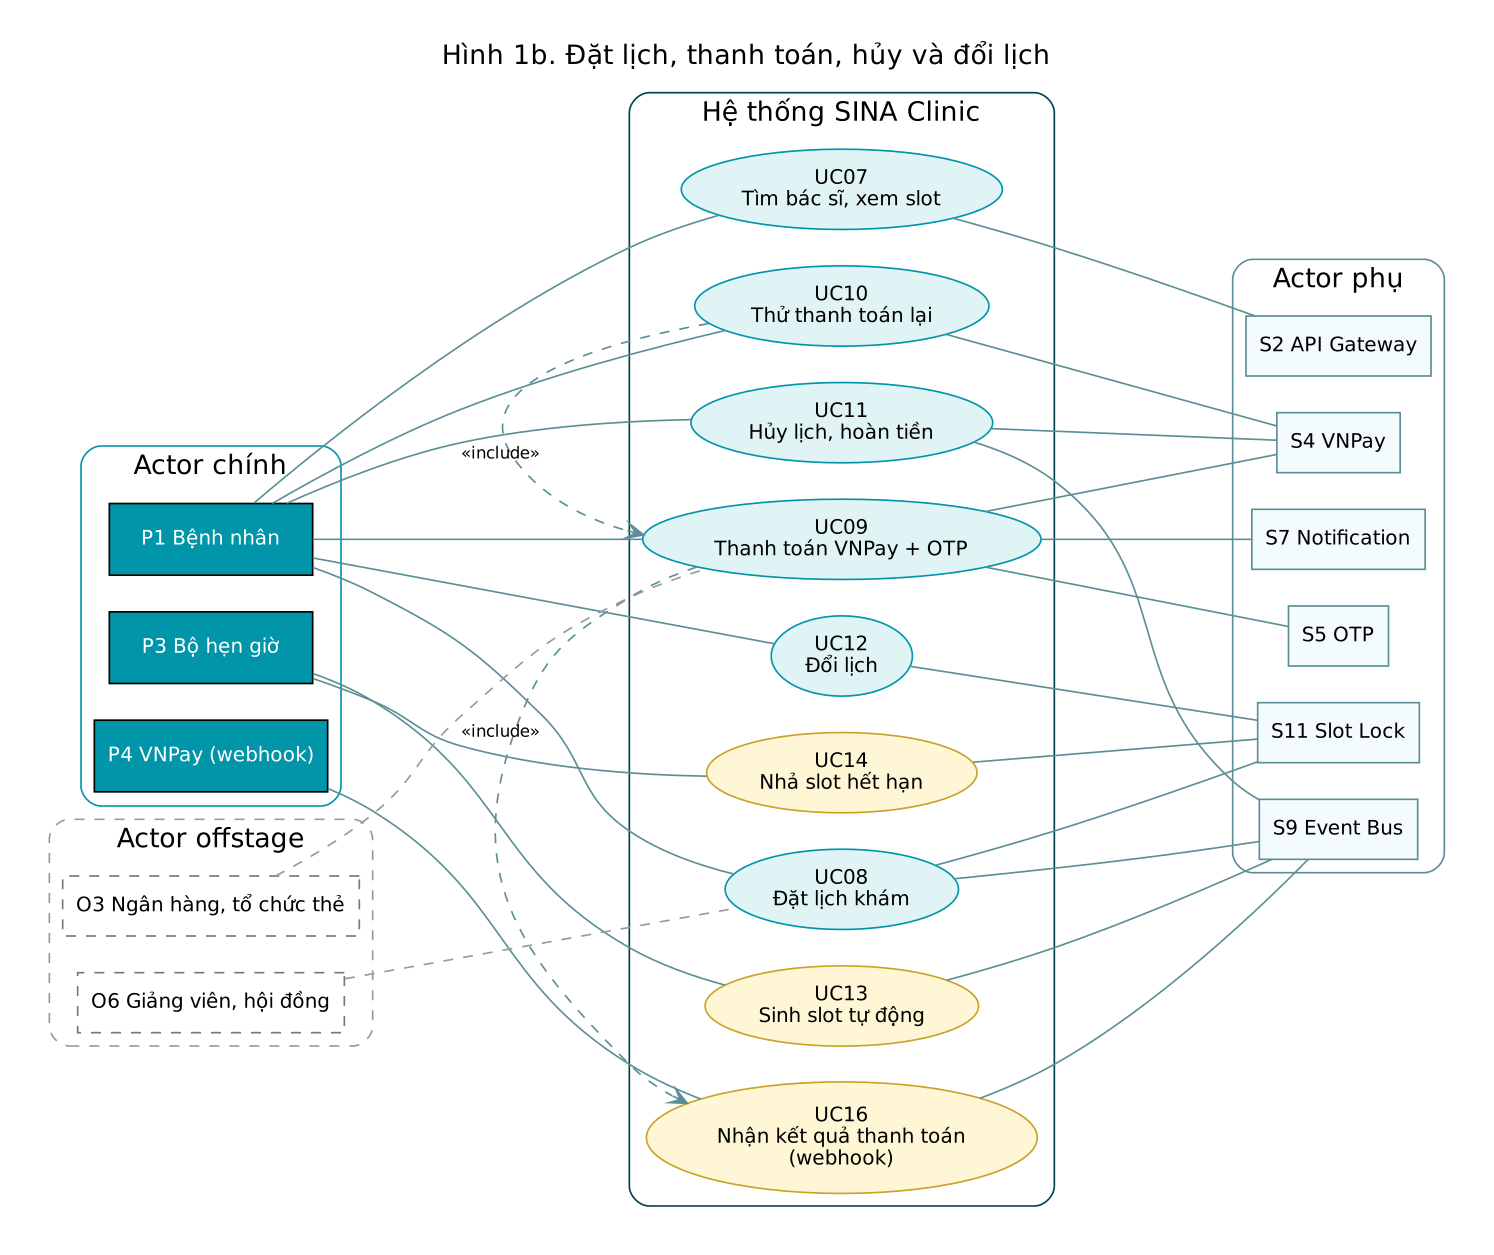 Hình 1b. Đặt lịch, thanh toán, hủy và đổi lịch
Actor chính
P1 Bệnh nhân
P3 Bộ hẹn giờ
P4 VNPay (webhook)
Actor offstage
O3 Ngân hàng, tổ chức thẻ
O6 Giảng viên, hội đồng
«include»
«include»
Hệ thống SINA Clinic
UC07
Tìm bác sĩ, xem slot
UC10
Thử thanh toán lại
UC11
Hủy lịch, hoàn tiền
UC09
Thanh toán VNPay + OTP
UC12
Đổi lịch
UC14
Nhả slot hết hạn
UC08
Đặt lịch khám
UC13
Sinh slot tự động
UC16
Nhận kết quả thanh toán
(webhook)
Actor phụ
S2 API Gateway
S4 VNPay
S7 Notification
S5 OTP
S11 Slot Lock
S9 Event Bus